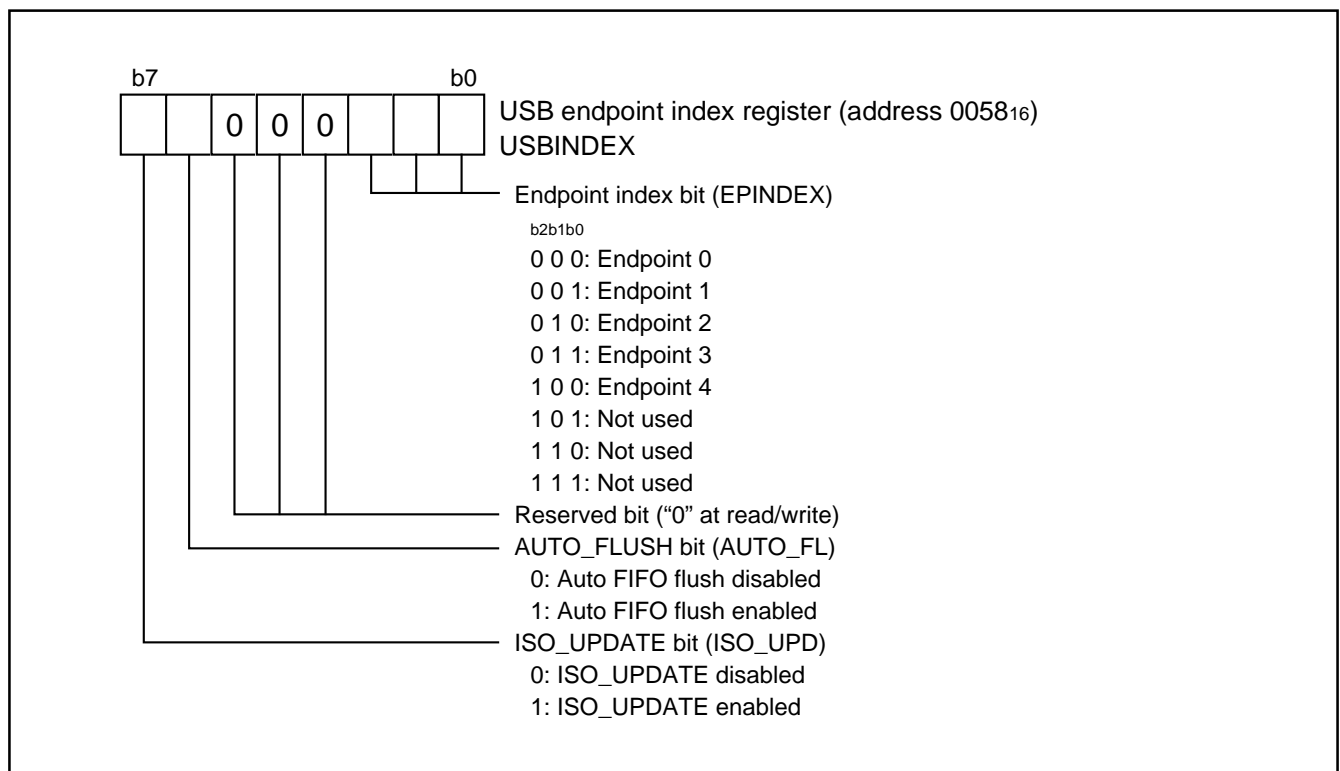 b7 b0
0 0 0
USB endpoint index register (address 005816)
USBINDEX
Endpoint index bit (EPINDEX)
b2b1b0
0 0 0: Endpoint 0
0 0 1: Endpoint 1
0 1 0: Endpoint 2
0 1 1: Endpoint 3
1 0 0: Endpoint 4
1 0 1: Not used
1 1 0: Not used
1 1 1: Not used
Reserved bit (“0” at read/write)
AUTO_FLUSH bit (AUTO_FL)
0: Auto FIFO flush disabled
1: Auto FIFO flush enabled
ISO_UPDATE bit (ISO_UPD)
0: ISO_UPDATE disabled
1: ISO_UPDATE enabled